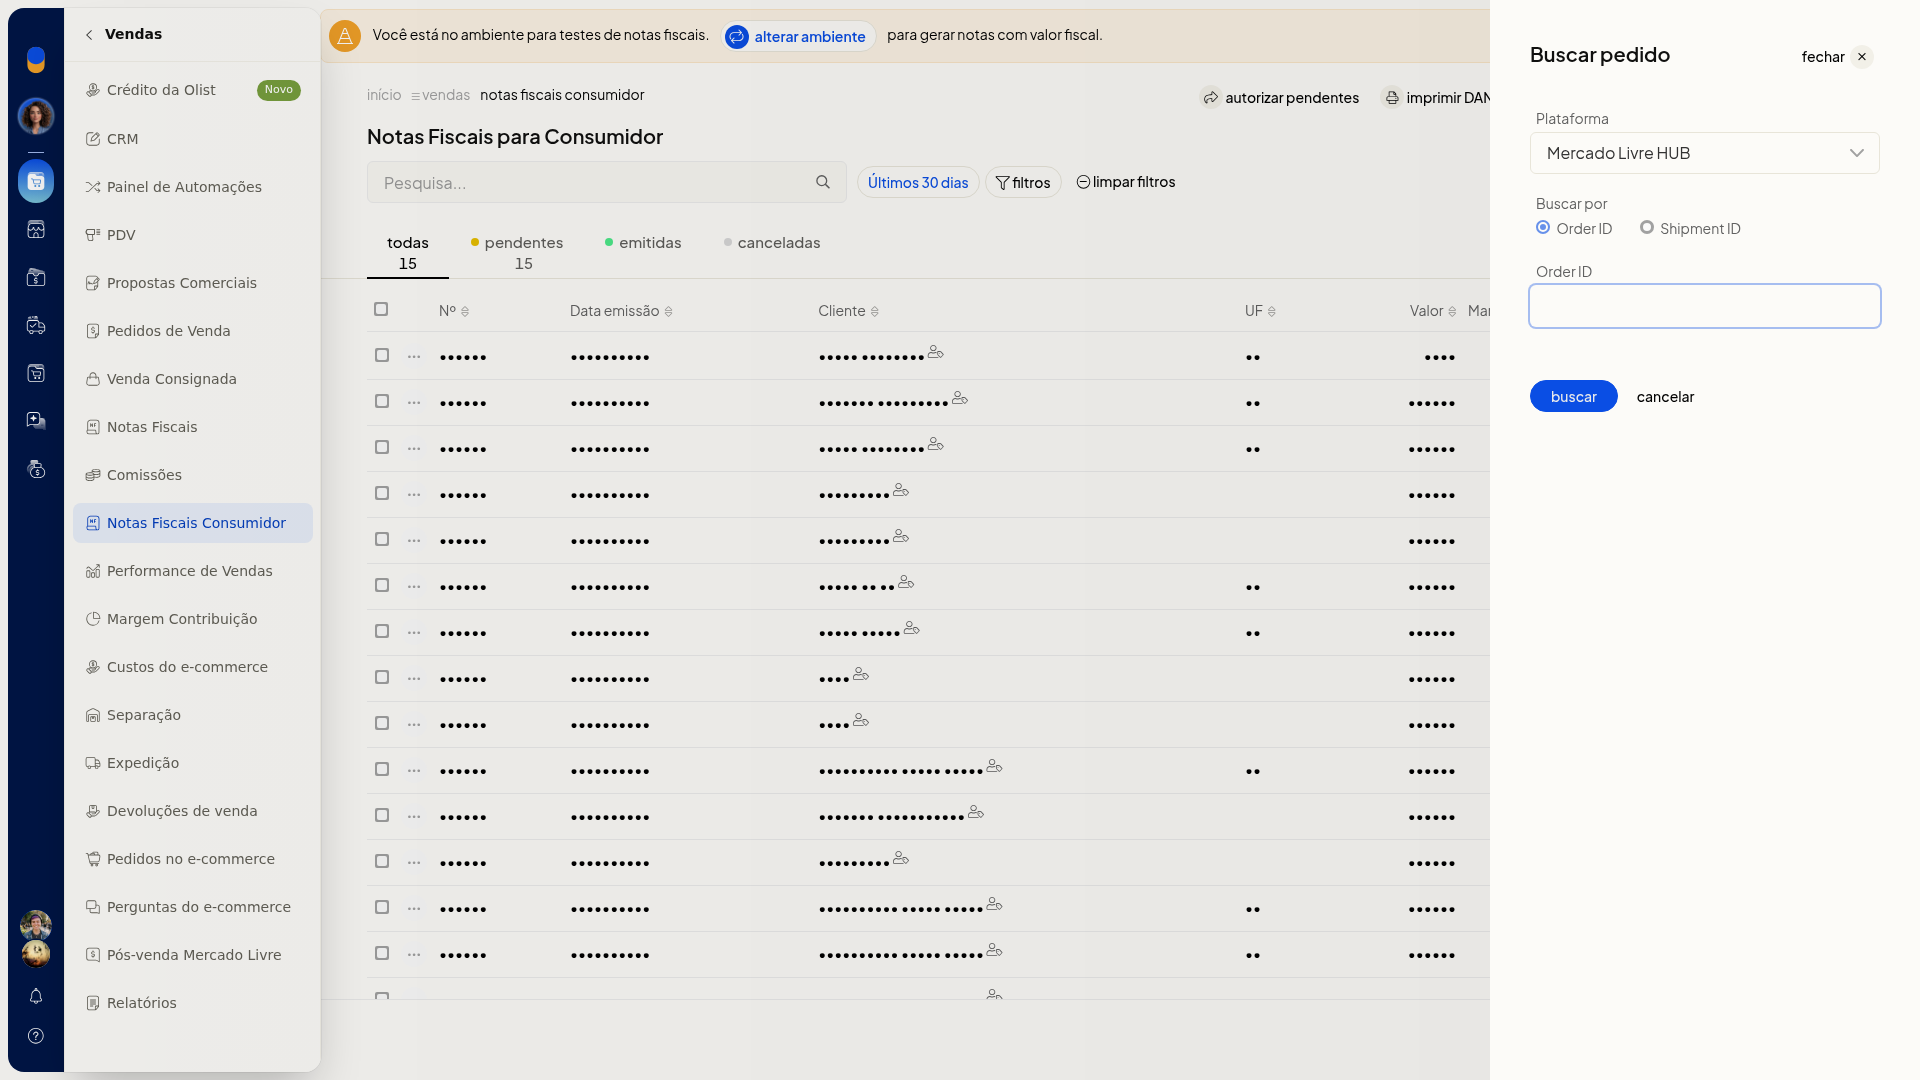 Vendas
Crédito da Olist
Novo
CRM
Painel de Automações
PDV
Propostas Comerciais
Pedidos de Venda
Venda Consignada
Notas Fiscais
Comissões
Notas Fiscais Consumidor
Performance de Vendas
Margem Contribuição
Custos do e-commerce
Separação
Expedição
Devoluções de venda
Pedidos no e-commerce
Perguntas do e-commerce
Pós-venda Mercado Livre
Relatórios
Você está no ambiente para testes de notas fiscais. alterar ambiente para gerar notas com valor fiscal.
início vendas notas fiscais consumidor
autorizar pendentes imprimir DAN
Notas Fiscais para Consumidor
Pesquisa...
Últimos 30 dias filtros limpar filtros
todas pendentes emitidas canceladas
15 15
Nº Data emissão Cliente UF Valor Mar
Buscar pedido
fechar
Plataforma
Mercado Livre HUB
Buscar por
Order ID Shipment ID
Order ID
buscar cancelar